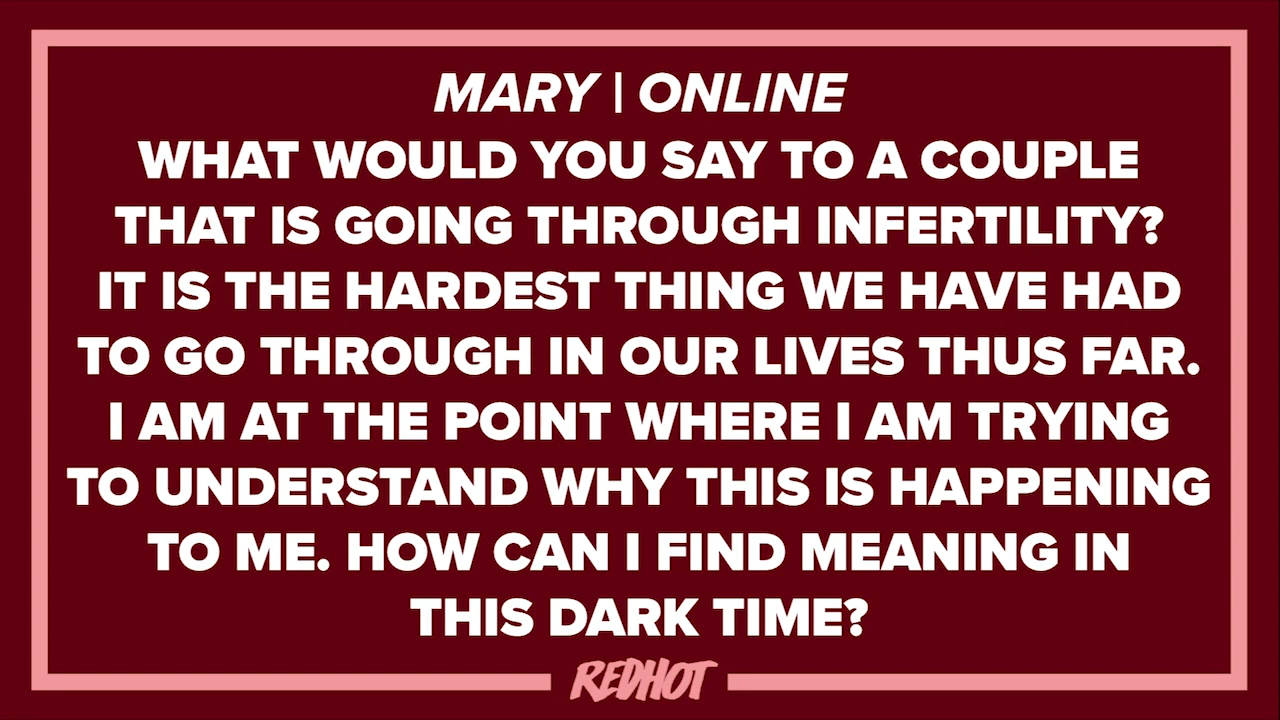 MARY | ONLINE
WHAT WOULD YOU SAY TO A COUPLE
THAT IS GOING THROUGH INFERTILITY?
IT IS THE HARDEST THING WE HAVE HAD
TO GO THROUGH IN OUR LIVES THUS FAR.
I AM AT THE POINT WHERE I AM TRYING
TO UNDERSTAND WHY THIS IS HAPPENING
TO ME. HOW CAN I FIND MEANING IN
THIS DARK TIME?
REDHOT